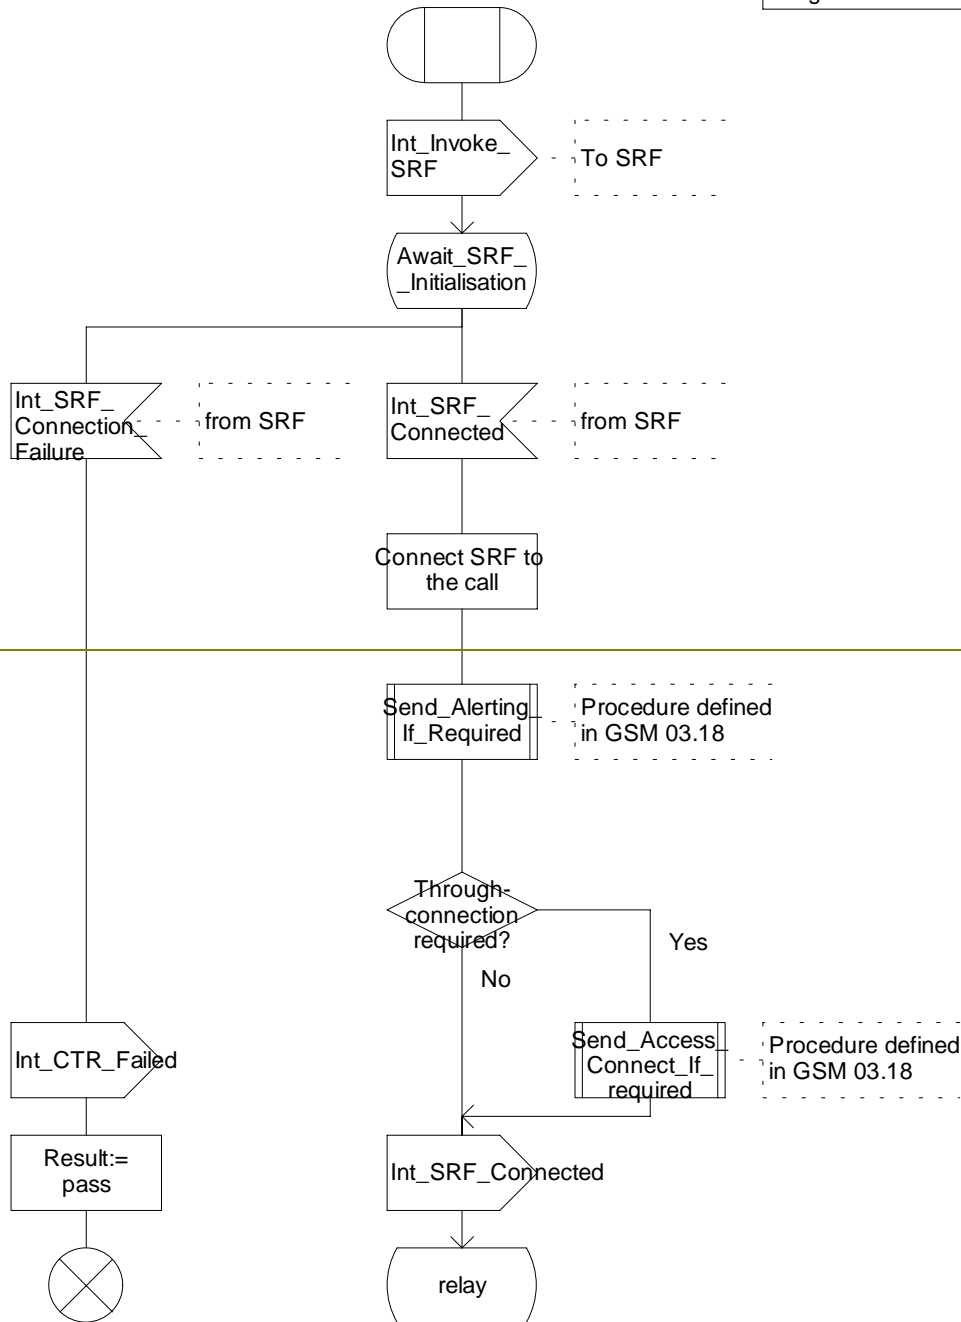 Int_Invoke_
SRF
To SRF
Await_SRF_
_Initialisation
Int_SRF_
Connection_
Failure
from SRF
Int_SRF_
Connected
from SRF
Connect SRF to
the call
Send_Alerting_
If_Required
Procedure defined
in GSM 03.18
Through-
connection
required?
Yes
No
Send_Access_
Connect_If_
required
Procedure defined
in GSM 03.18
Int_CTR_Failed
Result:=
pass
Int_SRF_Connected
relay